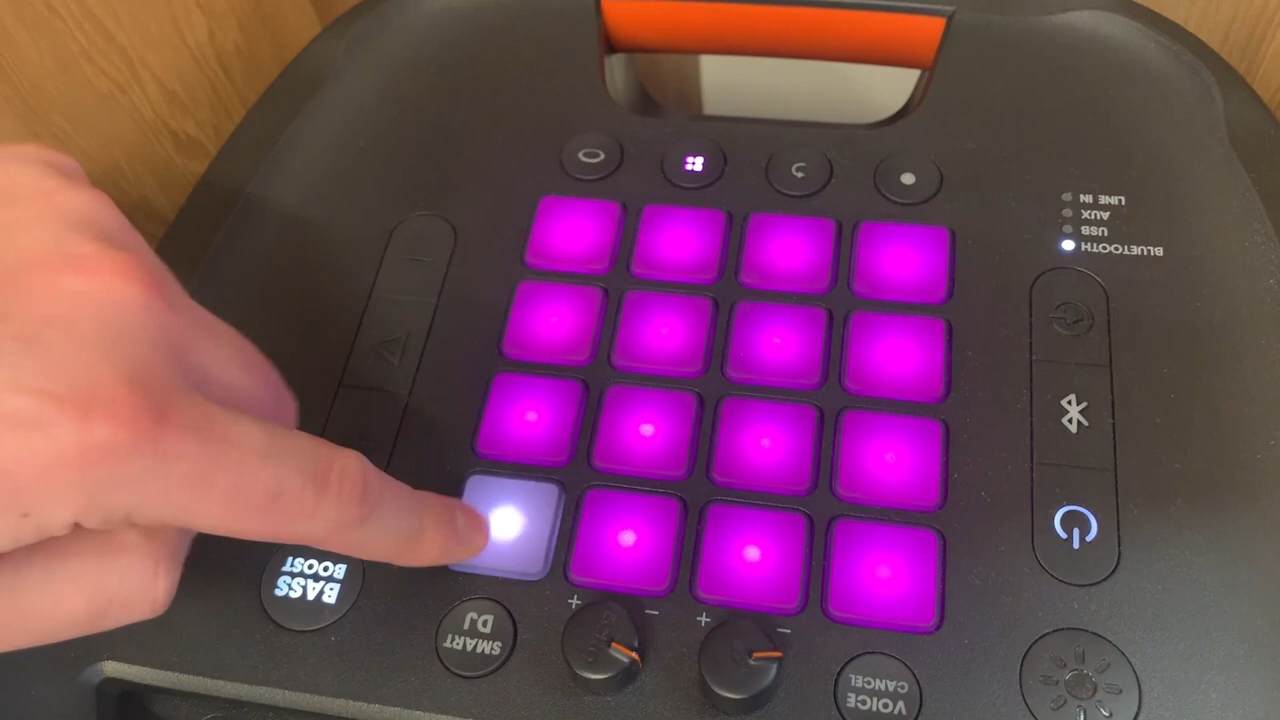 LINE IN
AUX
USB
BLUETOOTH
BASS
BOOST
SMART
DJ
+
-
+
-
VOICE
CANCEL